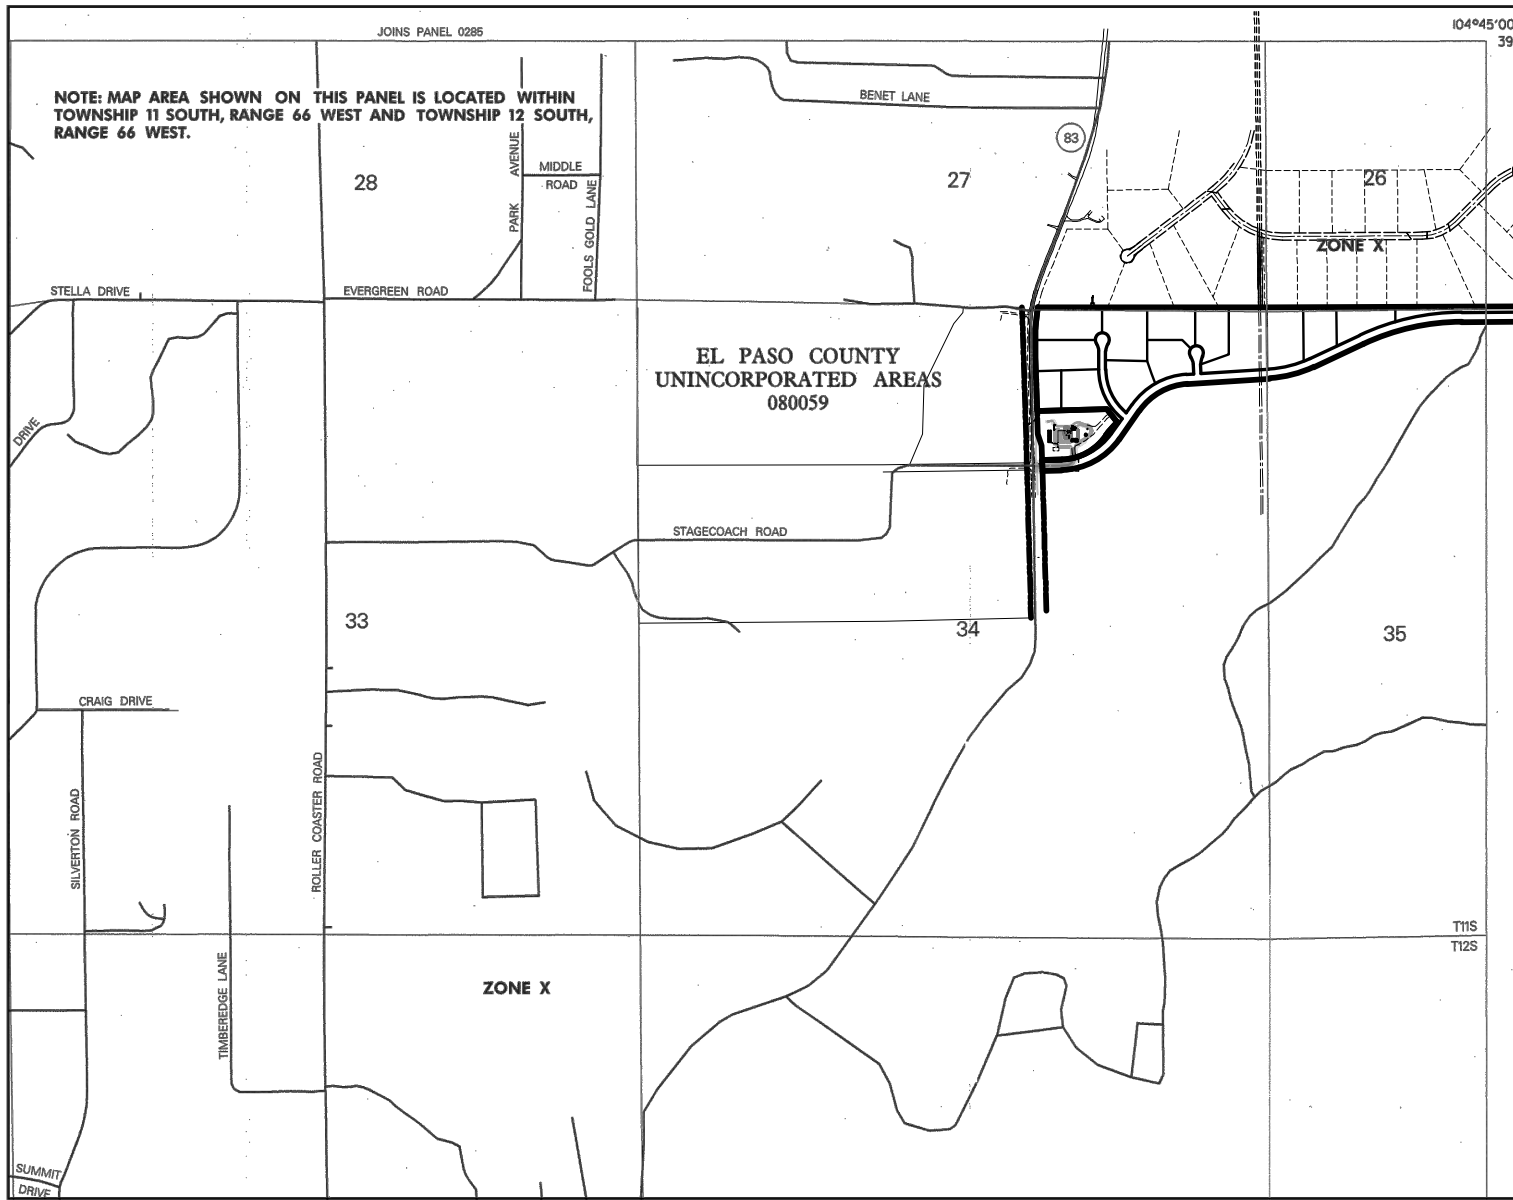 JOINS PANEL 0285
104°45'00
39
NOTE: MAP AREA SHOWN ON THIS PANEL IS LOCATED WITHIN
TOWNSHIP 11 SOUTH, RANGE 66 WEST AND TOWNSHIP 12 SOUTH,
RANGE 66 WEST.
BENET LANE
83
PARK AVENUE
MIDDLE
ROAD
FOOLS GOLD LANE
28
27
26
ZONE X
STELLA DRIVE
EVERGREEN ROAD
EL PASO COUNTY
UNINCORPORATED AREAS
080059
DRIVE
STAGECOACH ROAD
33
34
35
CRAIG DRIVE
SILVERTON ROAD
ROLLER COASTER ROAD
T11S
T12S
TIMBEREDGE LANE
ZONE X
SUMMIT
DRIVE